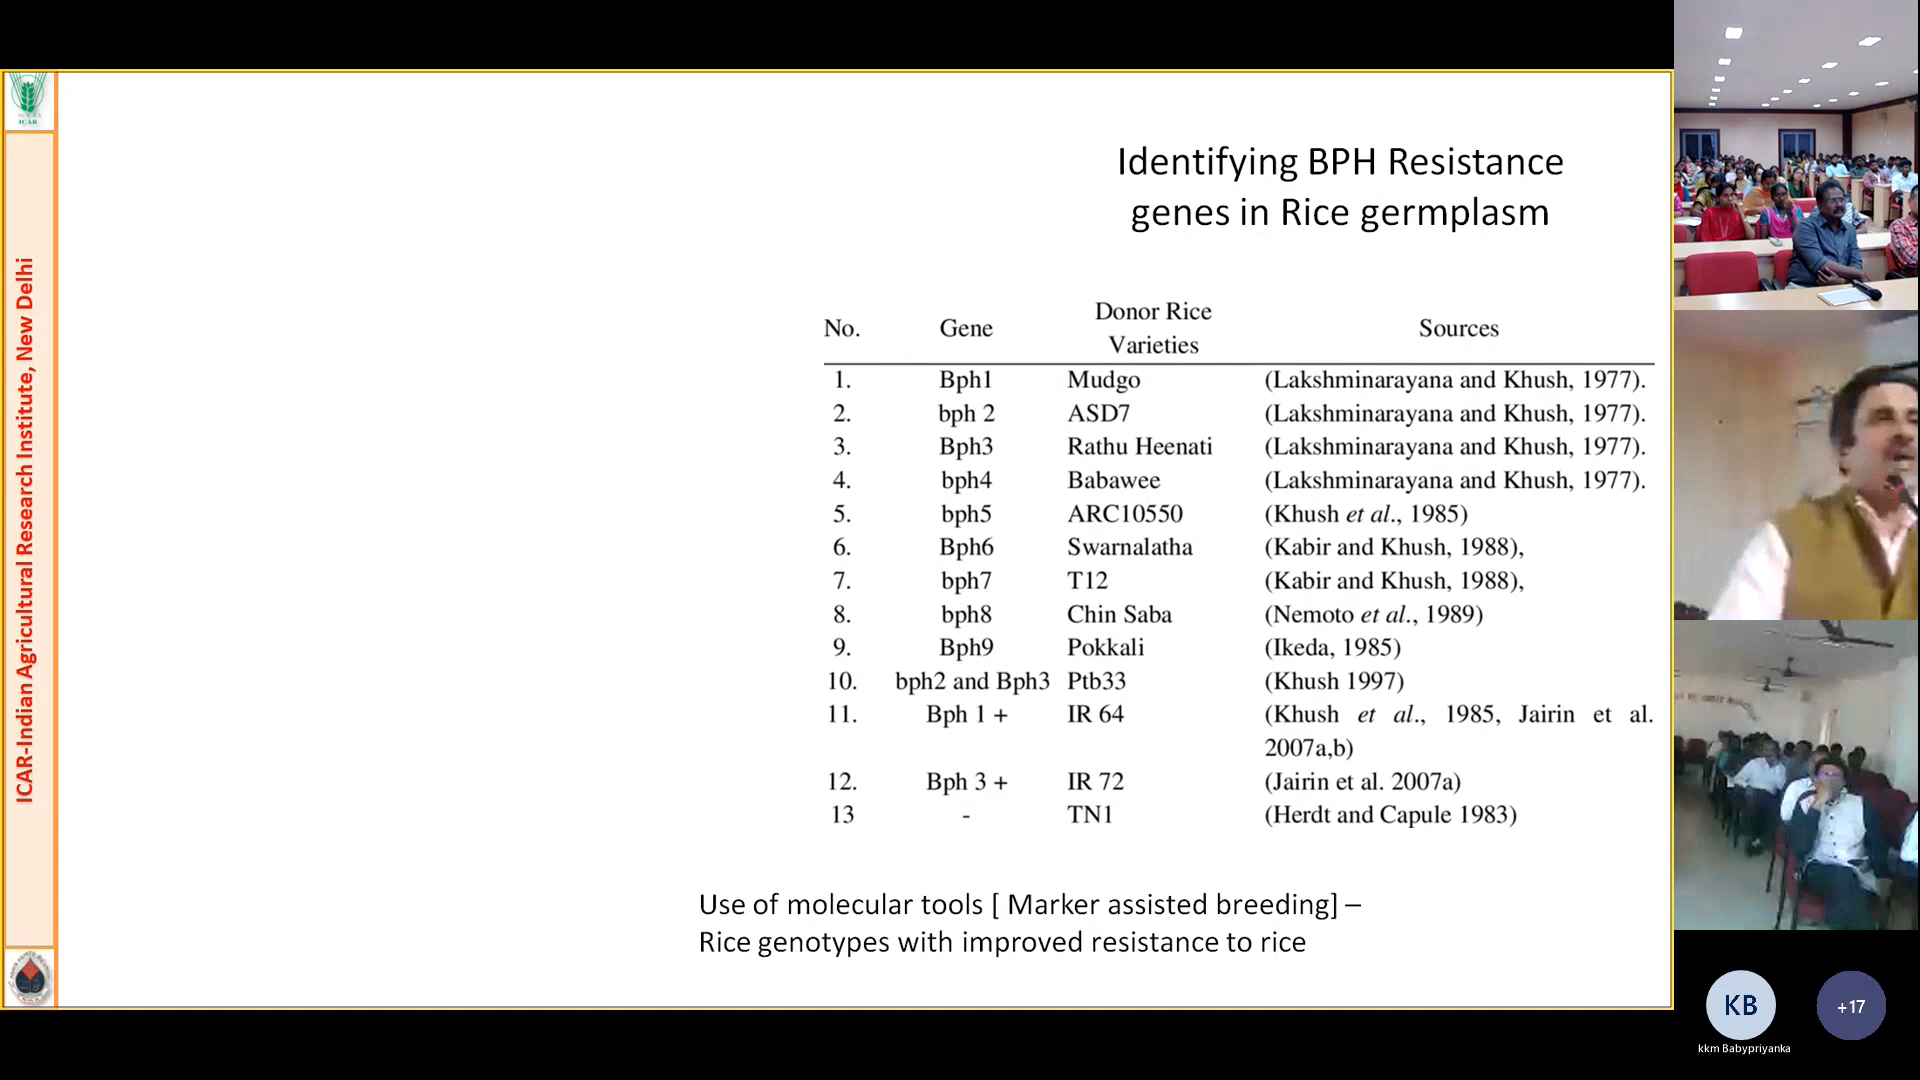 ICAR
ICAR-Indian Agricultural Research Institute, New Delhi
Identifying BPH Resistance
genes in Rice germplasm
No. Gene Donor Rice Varieties Sources
1. Bph1 Mudgo (Lakshminarayana and Khush, 1977).
2. bph 2 ASD7 (Lakshminarayana and Khush, 1977).
3. Bph3 Rathu Heenati (Lakshminarayana and Khush, 1977).
4. bph4 Babawee (Lakshminarayana and Khush, 1977).
5. bph5 ARC10550 (Khush et al., 1985)
6. Bph6 Swarnalatha (Kabir and Khush, 1988),
7. bph7 T12 (Kabir and Khush, 1988),
8. bph8 Chin Saba (Nemoto et al., 1989)
9. Bph9 Pokkali (Ikeda, 1985)
10. bph2 and Bph3 Ptb33 (Khush 1997)
11. Bph 1 + IR 64 (Khush et al., 1985, Jairin et al.
2007a,b)
12. Bph 3 + IR 72 (Jairin et al. 2007a)
13 - TN1 (Herdt and Capule 1983)
Use of molecular tools [ Marker assisted breeding] –
Rice genotypes with improved resistance to rice
KB
+17
kkm Babypriyanka